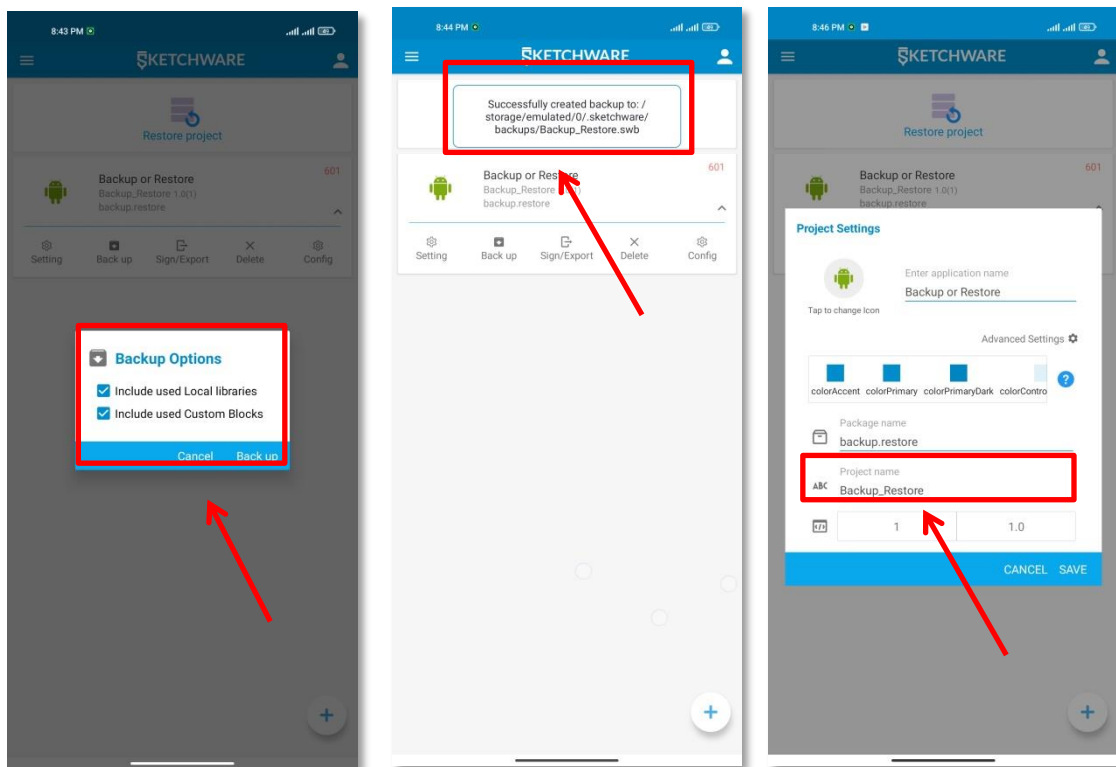 8:43 PM
SKETCHWARE
Restore project
Backup or Restore
601
Backup_Restore 1.0(1)
backup.restore
Setting
Back up
Sign/Export
Delete
Config
Backup Options
Include used Local libraries
Include used Custom Blocks
Cancel
Back up
8:44 PM
SKETCHWARE
Successfully created backup to: /
storage/emulated/0/.sketchware/
backups/Backup_Restore.swb
Backup or Restore
601
backup.restore
Setting
Back up
Sign/Export
Delete
Config
8:46 PM
SKETCHWARE
Restore project
Backup or Restore
601
Backup_Restore 1.0(1)
backup.restore
Project Settings
Enter application name
Backup or Restore
Tap to change Icon
Advanced Settings
colorAccent
colorPrimary
colorPrimaryDark
colorContro
?
Package name
backup.restore
Project name
ABC
Backup_Restore
1
1.0
CANCEL
SAVE